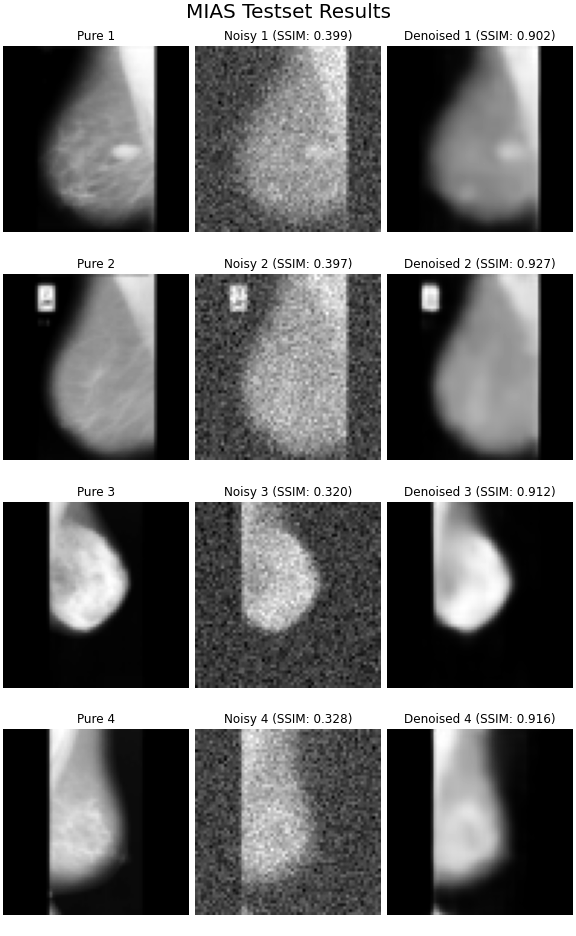 MIAS Testset Results
Pure 1
Noisy 1 (SSIM: 0.399)
Denoised 1 (SSIM: 0.902)
Pure 2
Noisy 2 (SSIM: 0.397)
Denoised 2 (SSIM: 0.927)
Pure 3
Noisy 3 (SSIM: 0.320)
Denoised 3 (SSIM: 0.912)
Pure 4
Noisy 4 (SSIM: 0.328)
Denoised 4 (SSIM: 0.916)